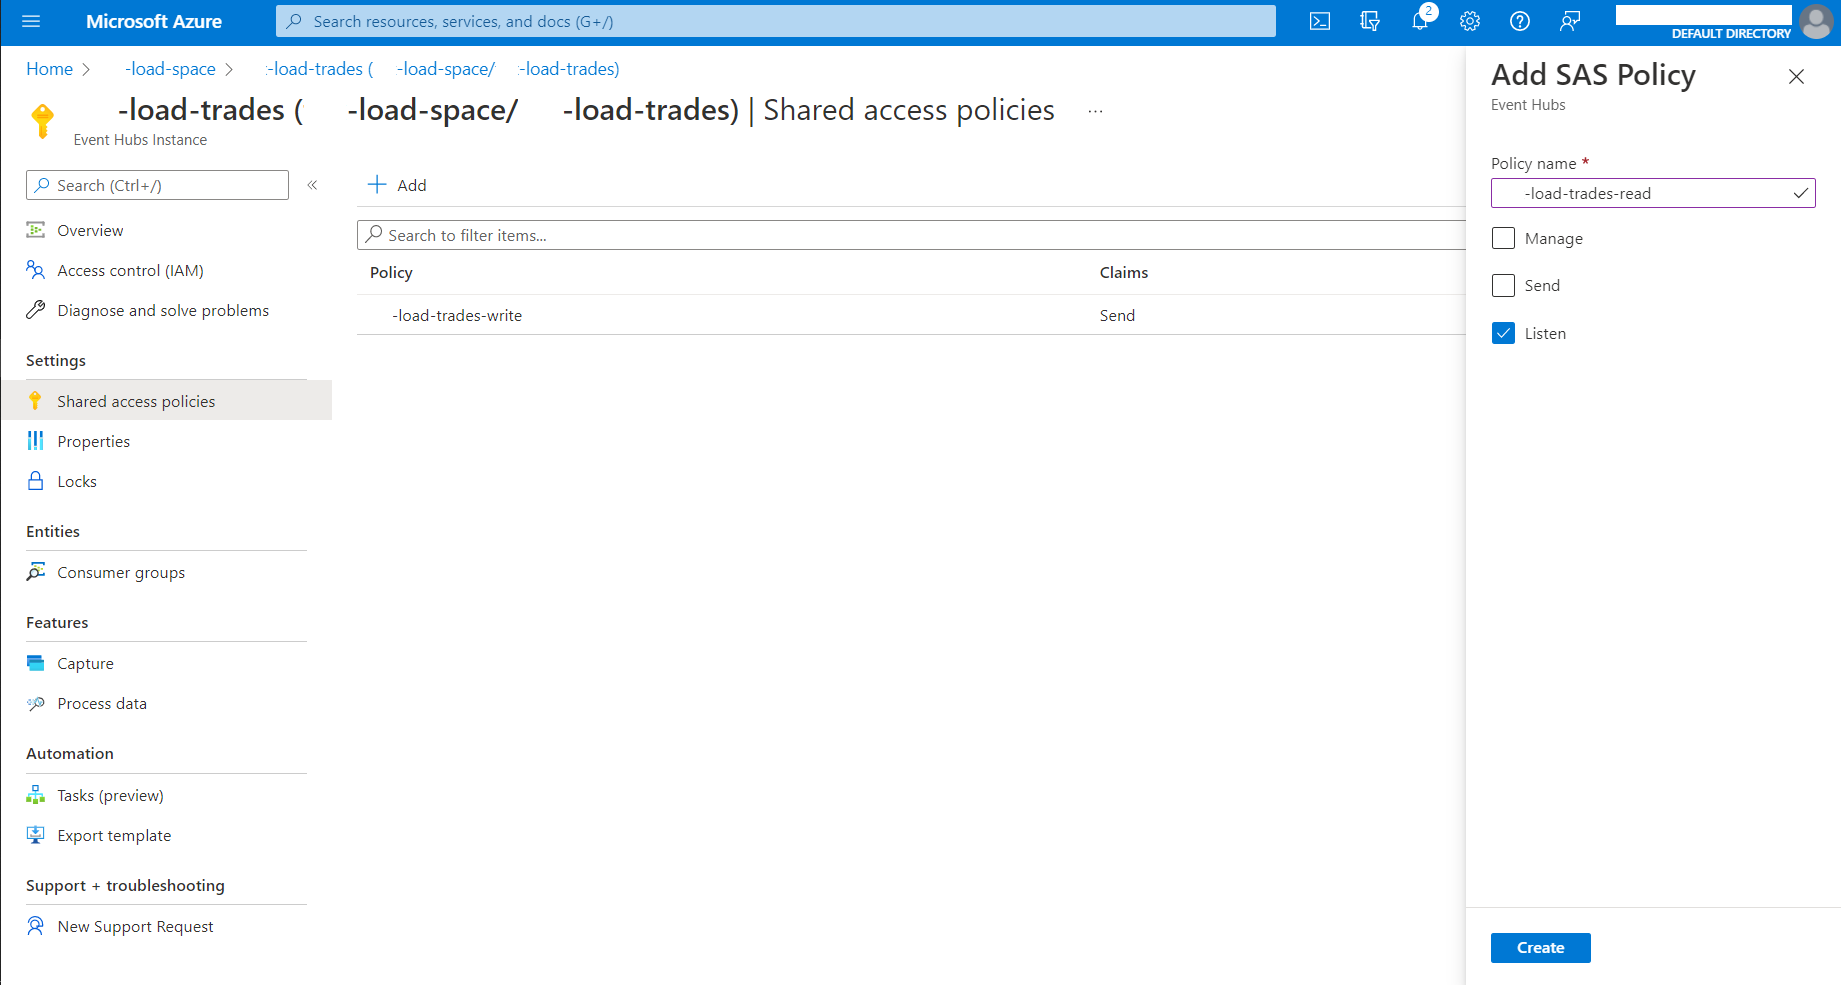 Microsoft Azure
Search resources, services, and docs (G+/)
2
DEFAULT DIRECTORY
Home
-load-space
-load-trades (
-load-space/
-load-trades)
-load-trades (
-load-space/
-load-trades) | Shared access policies
...
Event Hubs Instance
Search (Ctrl+/)
«
Overview
Access control (IAM)
Diagnose and solve problems
Settings
Shared access policies
Properties
Locks
Entities
Consumer groups
Features
Capture
Process data
Automation
Tasks (preview)
Export template
Support + troubleshooting
New Support Request
Add
Search to filter items...
Policy
Claims
-load-trades-write
Send
Add SAS Policy
Event Hubs
Policy name *
-load-trades-read
Manage
Send
Listen
Create